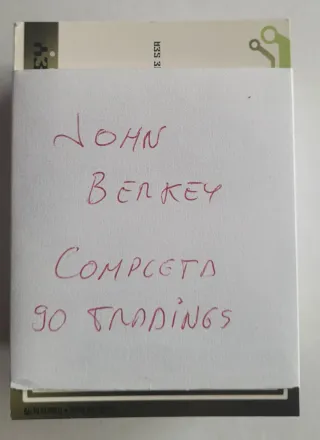 JOHN
BERKEY
COMPLETA
90 TRADINGS